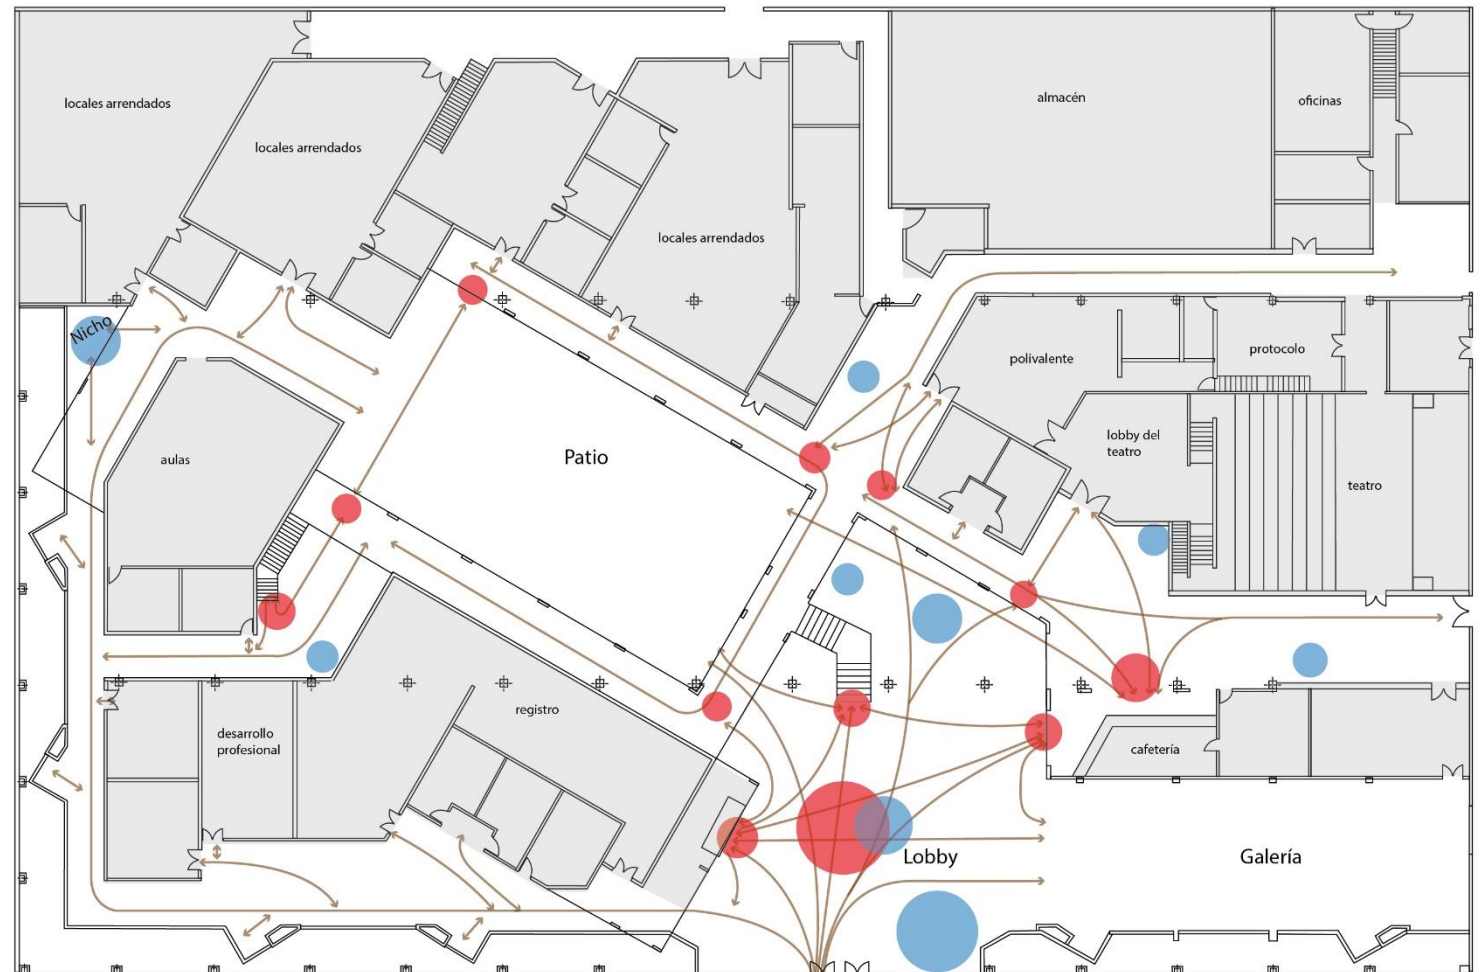 locales arrendados
locales arrendados
locales arrendados
almacén
oficinas
Nicho
polivalente
protocolo
lobby del
teatro
teatro
aulas
Patio
registro
desarrollo
profesional
cafetería
Lobby
Galería